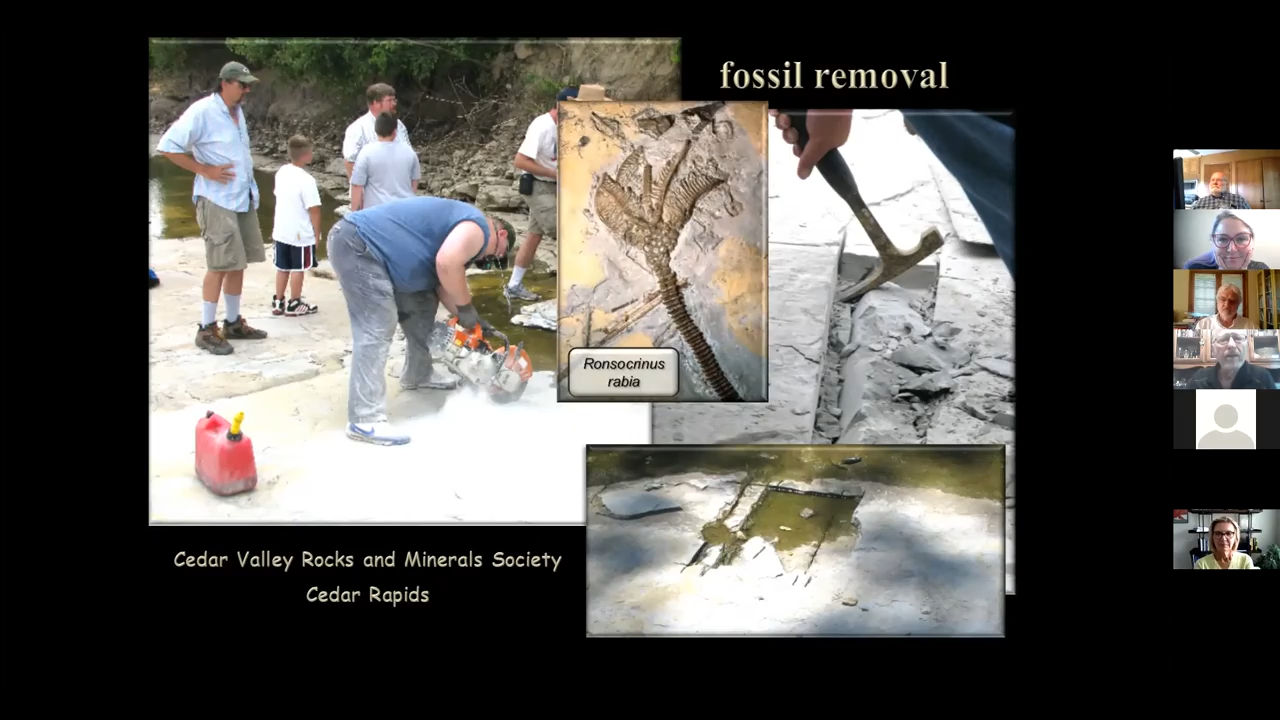 fossil removal
Ronsocrinus
rabia
Cedar Valley Rocks and Minerals Society
Cedar Rapids